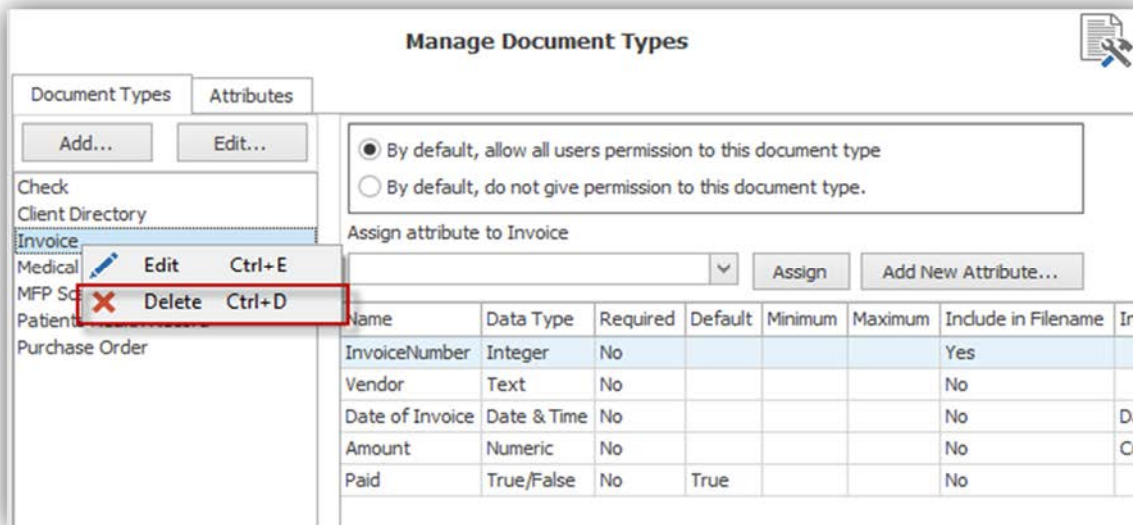 Manage Document Types
Document Types Attributes
Add... Edit...
Check
Client Directory
Invoice
Medical
MFP
Patient
Purchase Order
Edit Ctrl+E
Delete Ctrl+D
By default, allow all users permission to this document type
By default, do not give permission to this document type.
Assign attribute to Invoice
Assign Add New Attribute...
Name Data Type Required Default Minimum Maximum Include in Filename
InvoiceNumber Integer No Yes
Vendor Text No No
Date of Invoice Date & Time No No
Amount Numeric No No
Paid True/False No True No